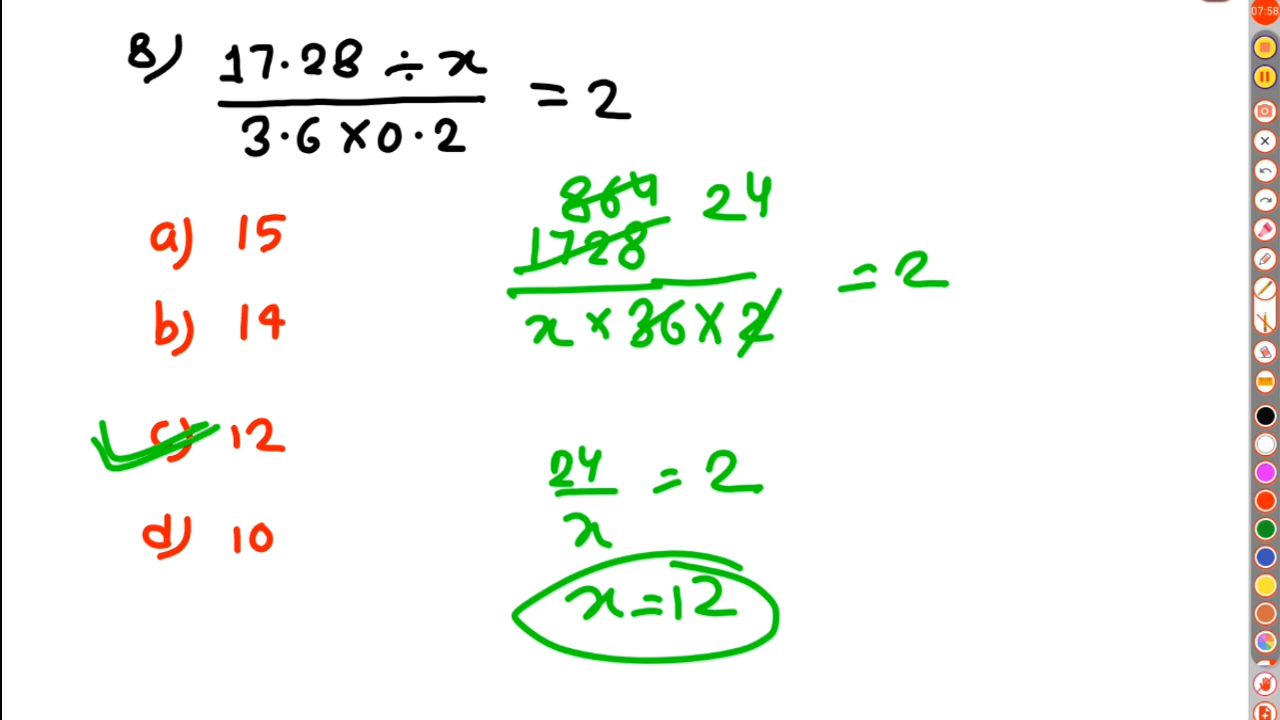 8) 17.28 ÷ x
3.6 × 0.2
= 2
a) 15
b) 14
c) 12
d) 10
864 24
1728
x × 36 × 2
= 2
24
x
= 2
x = 12
07:58